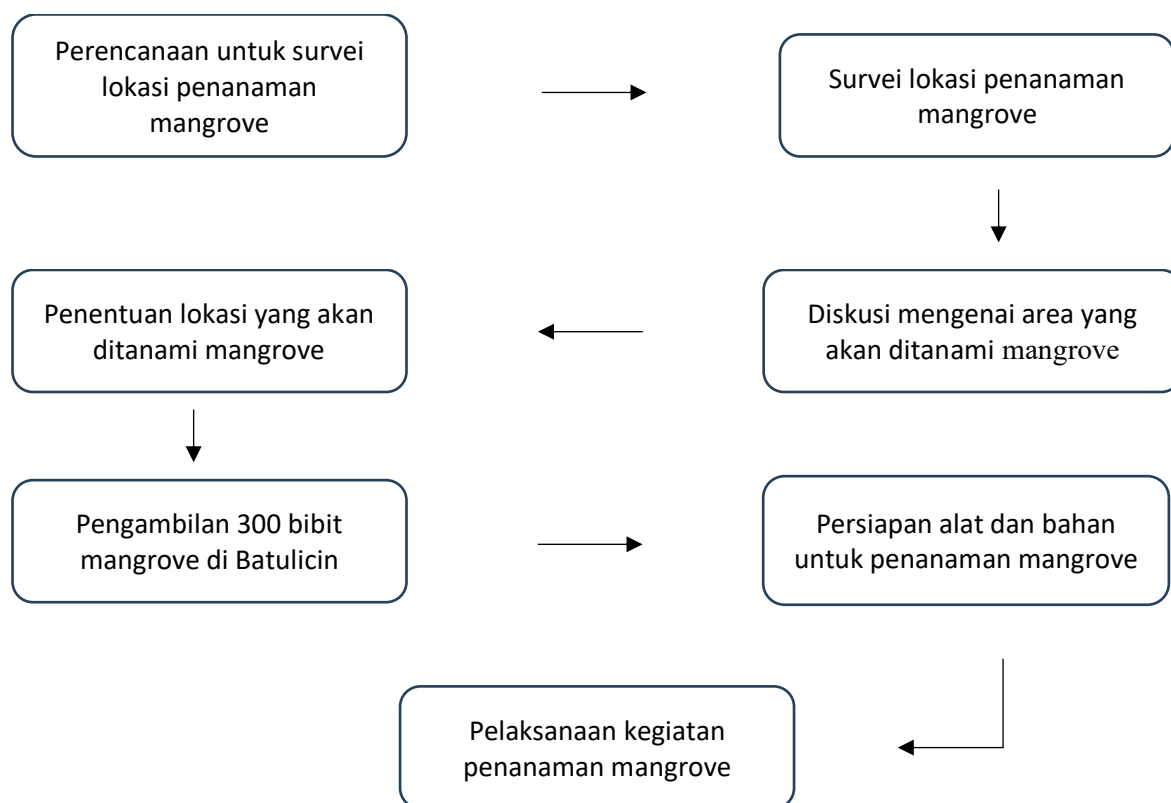 Perencanaan untuk survei
lokasi penanaman
mangrove
Survei lokasi penanaman
mangrove
Diskusi mengenai area yang
akan ditanami mangrove
Penentuan lokasi yang akan
ditanami mangrove
Pengambilan 300 bibit
mangrove di Batulicin
Persiapan alat dan bahan
untuk penanaman mangrove
Pelaksanaan kegiatan
penanaman mangrove